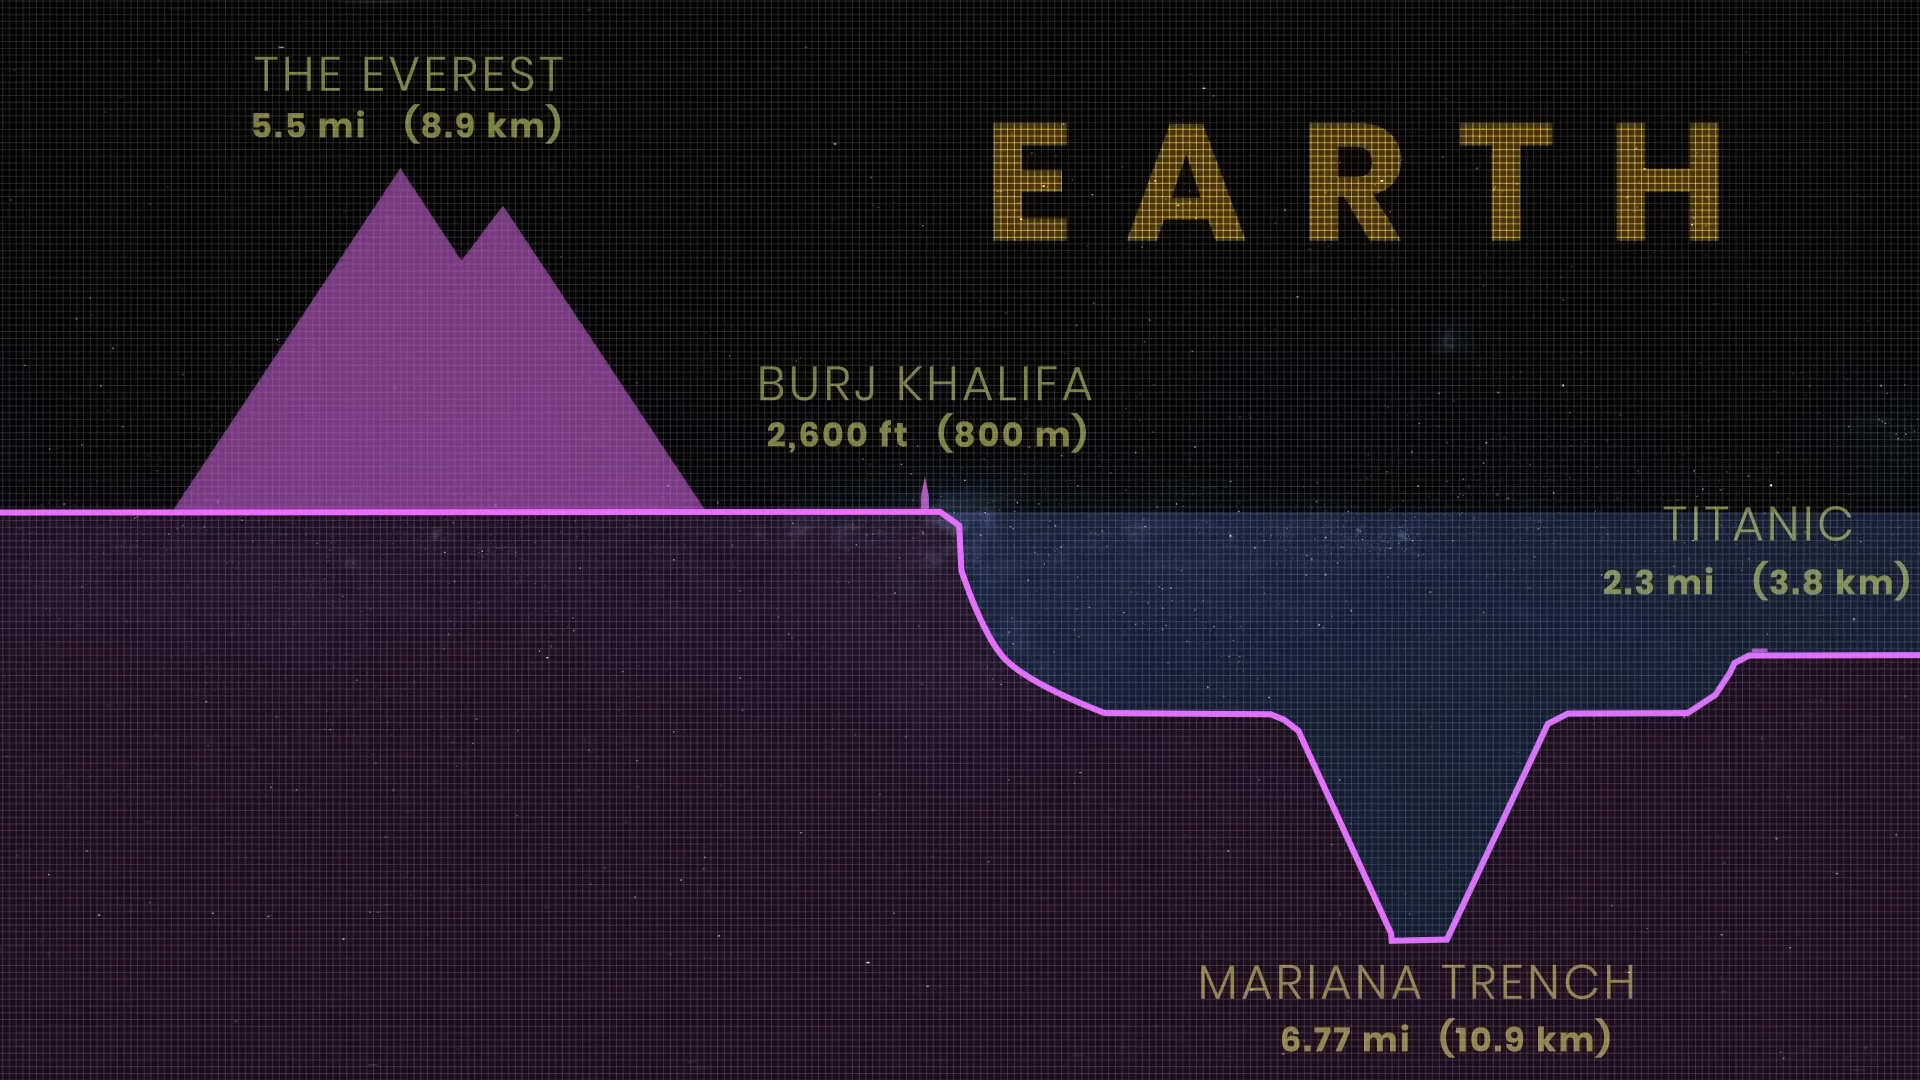 THE EVEREST
5.5 mi (8.9 km)
EARTH
BURJ KHALIFA
2,600 ft (800 m)
TITANIC
2.3 mi (3.8 km)
MARIANA TRENCH
6.77 mi (10.9 km)